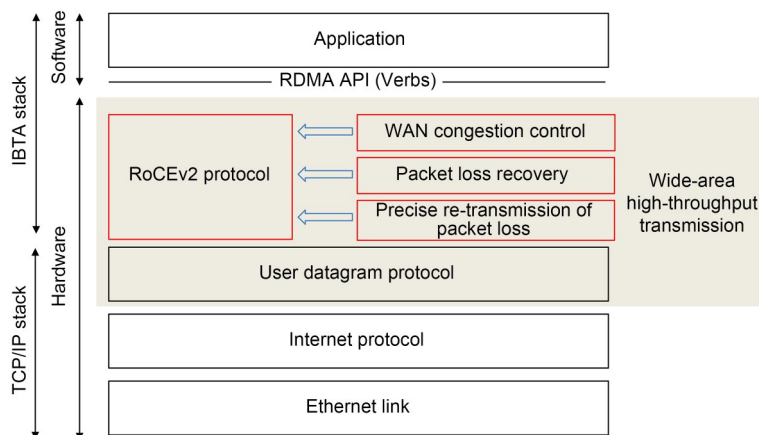 Software
Application
RDMA API (Verbs)
IBTA stack
Hardware
RoCEv2 protocol
WAN congestion control
Packet loss recovery
Precise re-transmission of
packet loss
Wide-area
high-throughput
transmission
User datagram protocol
TCP/IP stack
Internet protocol
Ethernet link